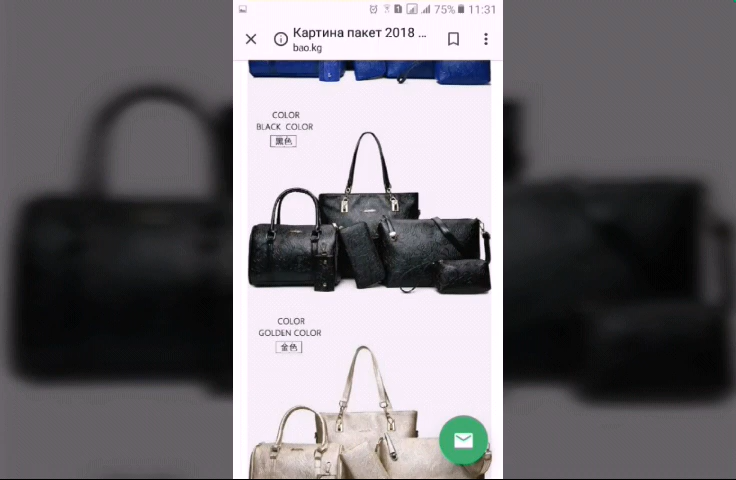 75% 11:31
Картина пакет 2018 ...
bao.kg
COLOR
BLACK COLOR
黑色
COLOR
GOLDEN COLOR
金色